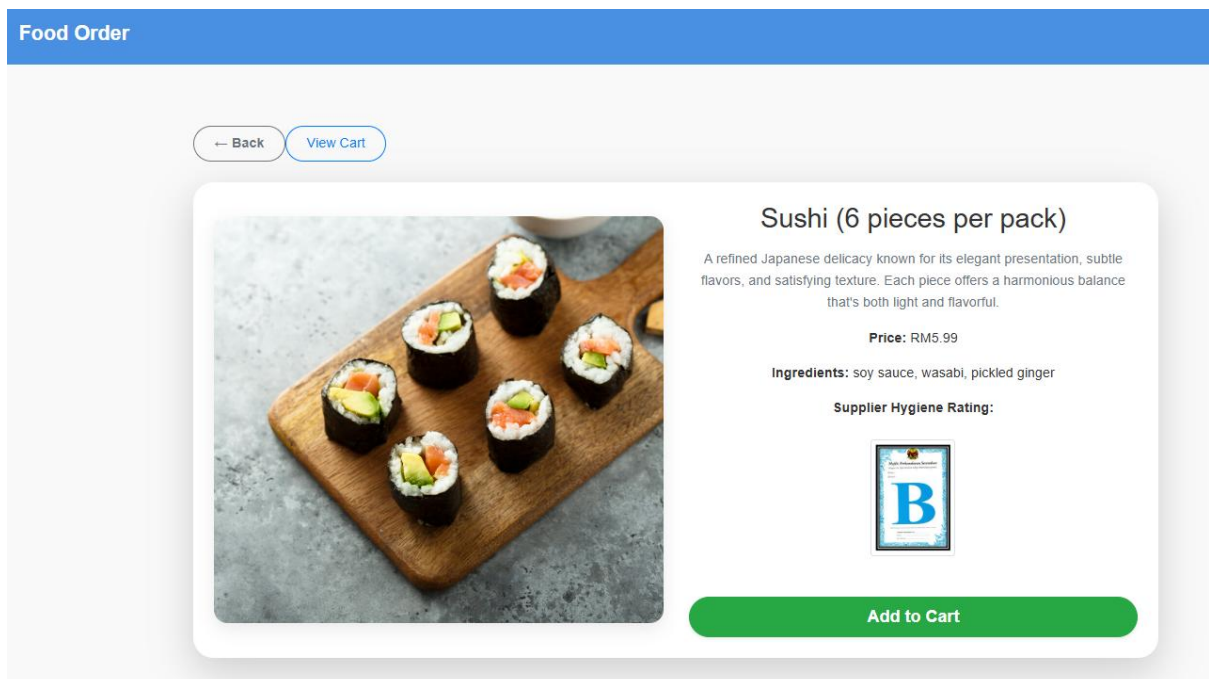 Food Order
← Back
View Cart
Sushi (6 pieces per pack)
A refined Japanese delicacy known for its elegant presentation, subtle
flavors, and satisfying texture. Each piece offers a harmonious balance
that's both light and flavorful.
Price: RM5.99
Ingredients: soy sauce, wasabi, pickled ginger
Supplier Hygiene Rating:
B
Add to Cart